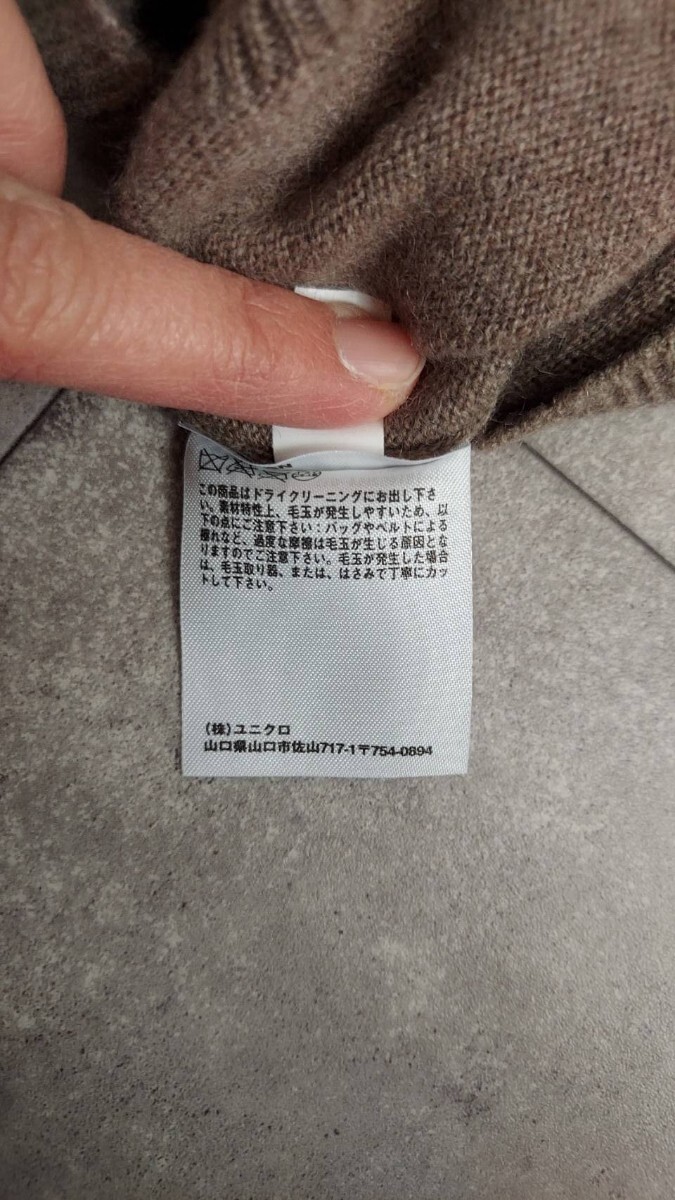 この商品はドライクリーニングにお出し下さ
い。素材特性上、毛玉が発生しやすいため、以
下の点にご注意下さい：バッグやベルトによる
擦れなど、過度な摩擦は毛玉が生じる原因とな
りますのでご注意下さい。毛玉が発生した場合
は、毛玉取り器、または、はさみで丁寧にカッ
トして下さい。
(株)ユニクロ
山口県山口市佐山717-1〒754-0894